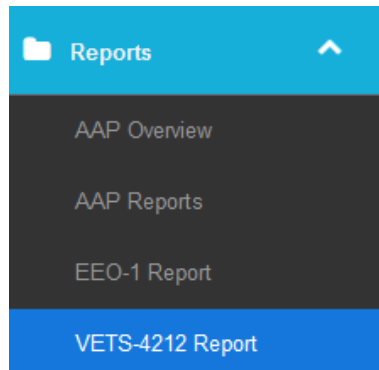 Reports
AAP Overview
AAP Reports
EEO-1 Report
VETS-4212 Report